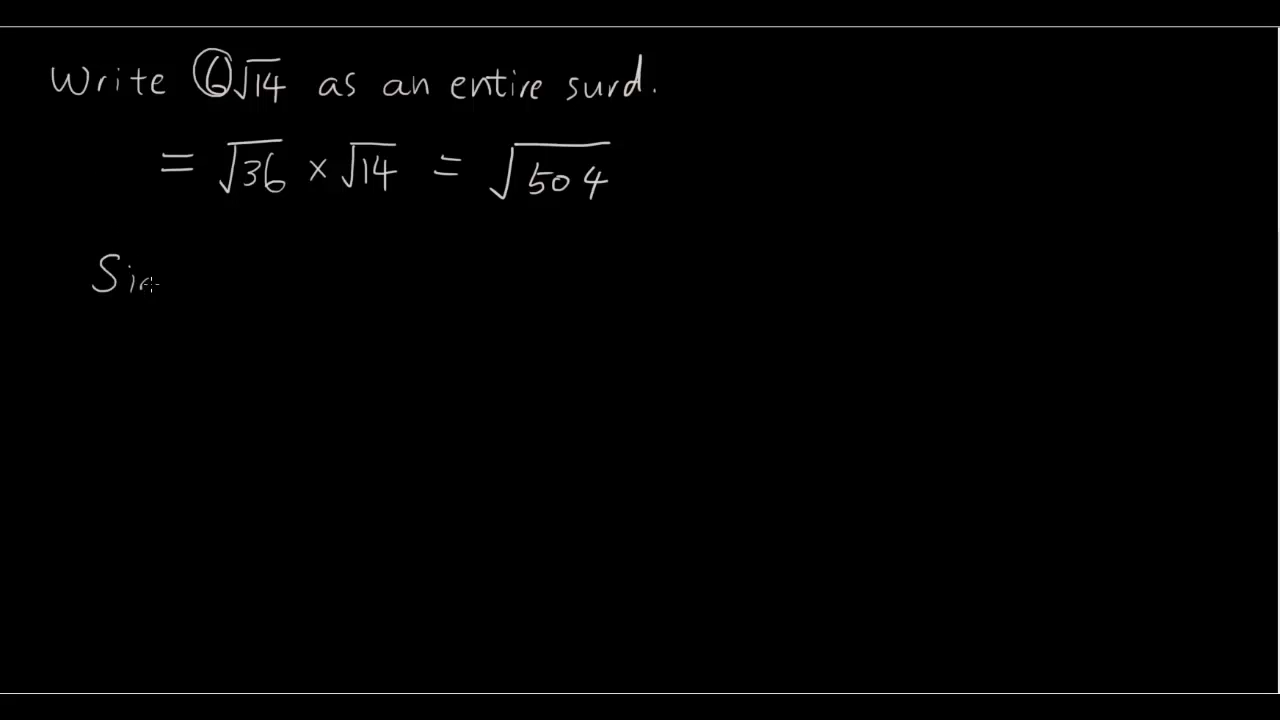 Write 6√14 as an entire surd.
= √36 × √14 = √504